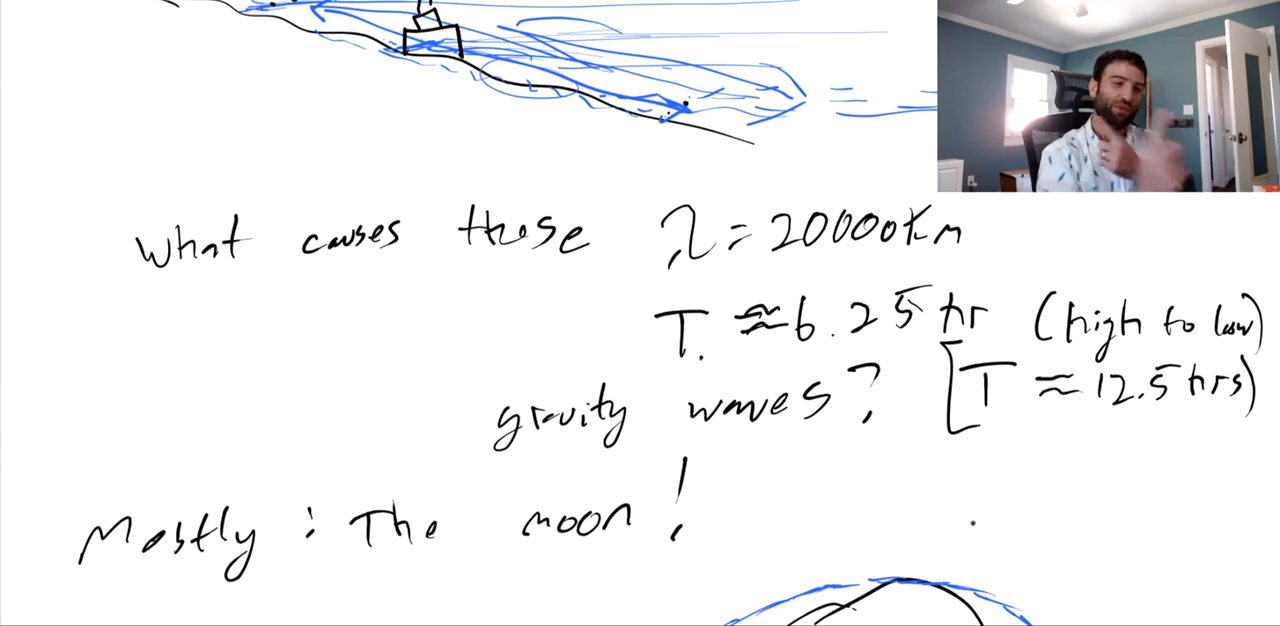 What causes these λ = 20000 Km
T. ≈ 6.25 hr (high to low)
gravity waves? [T ≈ 12.5 hrs)
Mostly : The moon !